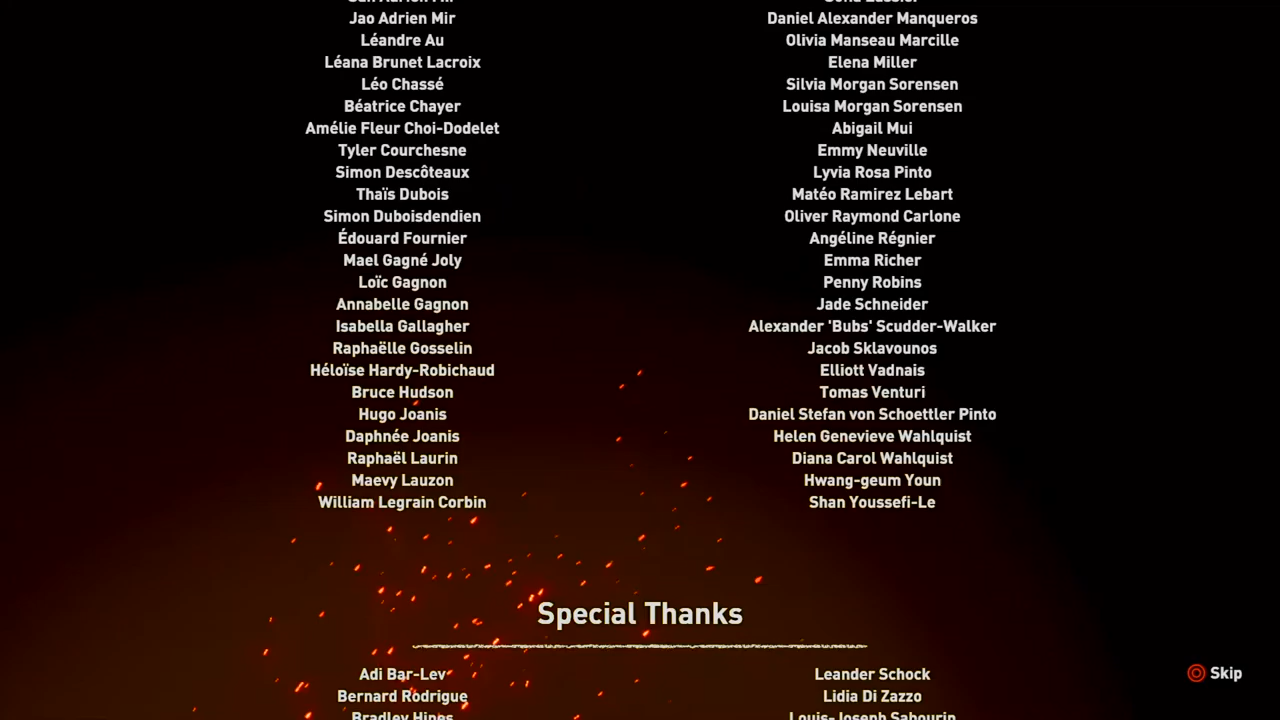 Jao Adrien Mir
Léandre Au
Léana Brunet Lacroix
Léo Chassé
Béatrice Chayer
Amélie Fleur Choi-Dodelet
Tyler Courchesne
Simon Descôteaux
Thaïs Dubois
Simon Duboisdendien
Édouard Fournier
Mael Gagné Joly
Loïc Gagnon
Annabelle Gagnon
Isabella Gallagher
Raphaëlle Gosselin
Héloïse Hardy-Robichaud
Bruce Hudson
Hugo Joanis
Daphnée Joanis
Raphaël Laurin
Maevy Lauzon
William Legrain Corbin
Daniel Alexander Manqueros
Olivia Manseau Marcille
Elena Miller
Silvia Morgan Sorensen
Louisa Morgan Sorensen
Abigail Mui
Emmy Neuville
Lyvia Rosa Pinto
Matéo Ramirez Lebart
Oliver Raymond Carlone
Angéline Régnier
Emma Richer
Penny Robins
Jade Schneider
Alexander 'Bubs' Scudder-Walker
Jacob Sklavounos
Elliott Vadnais
Tomas Venturi
Daniel Stefan von Schoettler Pinto
Helen Genevieve Wahlquist
Diana Carol Wahlquist
Hwang-geum Youn
Shan Youssefi-Le
Special Thanks
Adi Bar-Lev
Bernard Rodrigue
Bradley Hines
Leander Schock
Lidia Di Zazzo
Louis-Joseph Sabourin
Skip